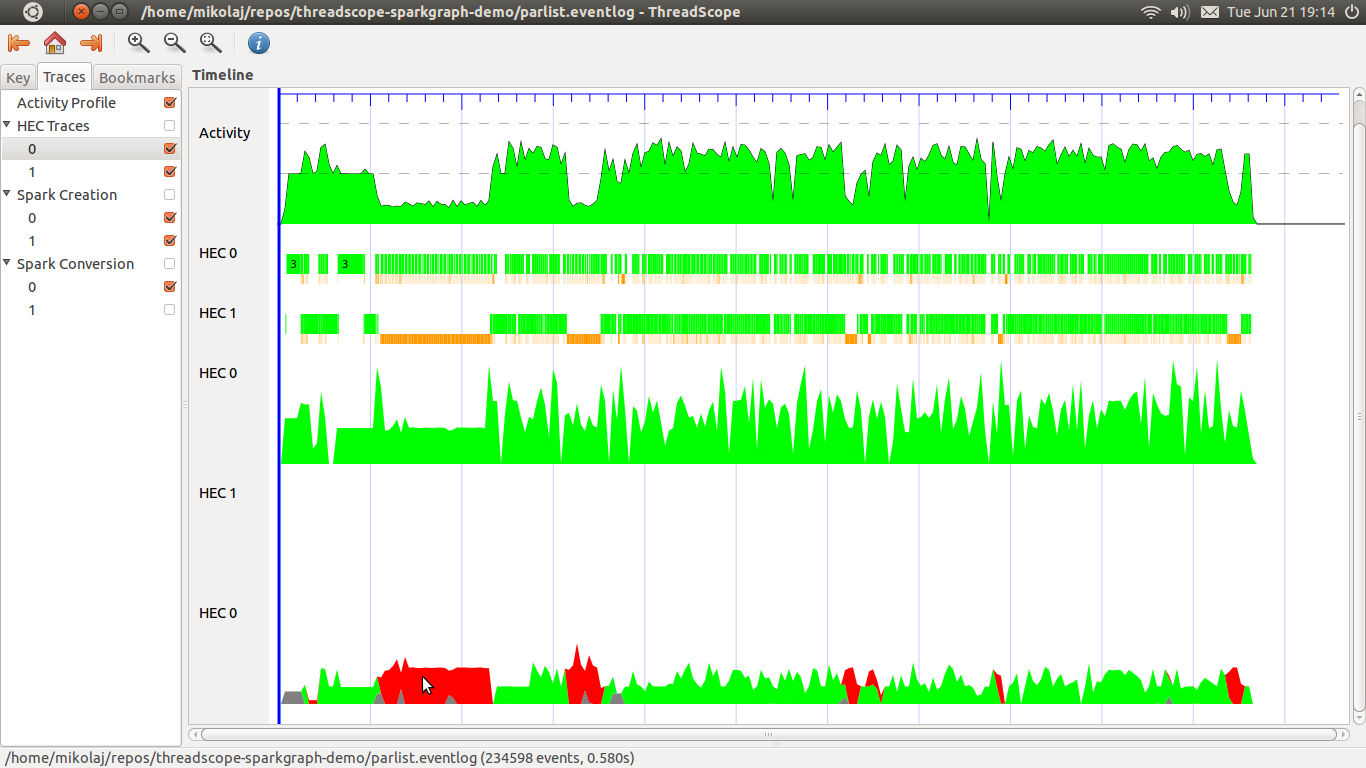 /home/mikolaj/repos/threadscope-sparkgraph-demo/parlist.eventlog - ThreadScope
Tue Jun 21 19:14
Key
Traces
Bookmarks
Timeline
Activity Profile
HEC Traces
0
1
Spark Creation
0
1
Spark Conversion
0
1
Activity
HEC 0
3
3
HEC 1
HEC 0
HEC 1
HEC 0
/home/mikolaj/repos/threadscope-sparkgraph-demo/parlist.eventlog (234598 events, 0.580s)